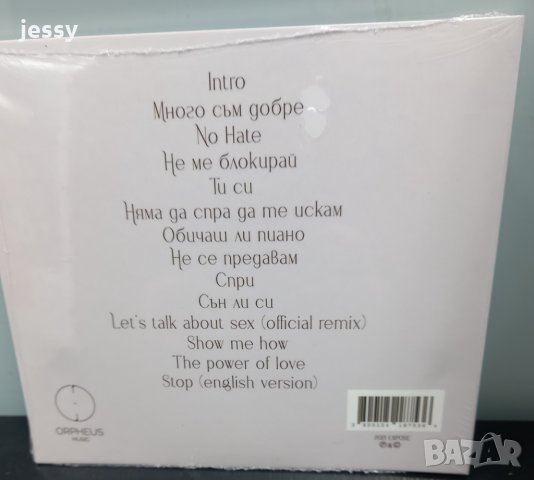 jessy
Intro
Много съм добре
No Hate
Не ме блокирай
Ти си
Няма да спра да те искам
Обичаш ли пиано
Не се предавам
Спри
Сън ли си
Let's talk about sex (official remix)
Show me how
The power of love
Stop (english version)
ORPHEUS
MUSIC
BAZAR